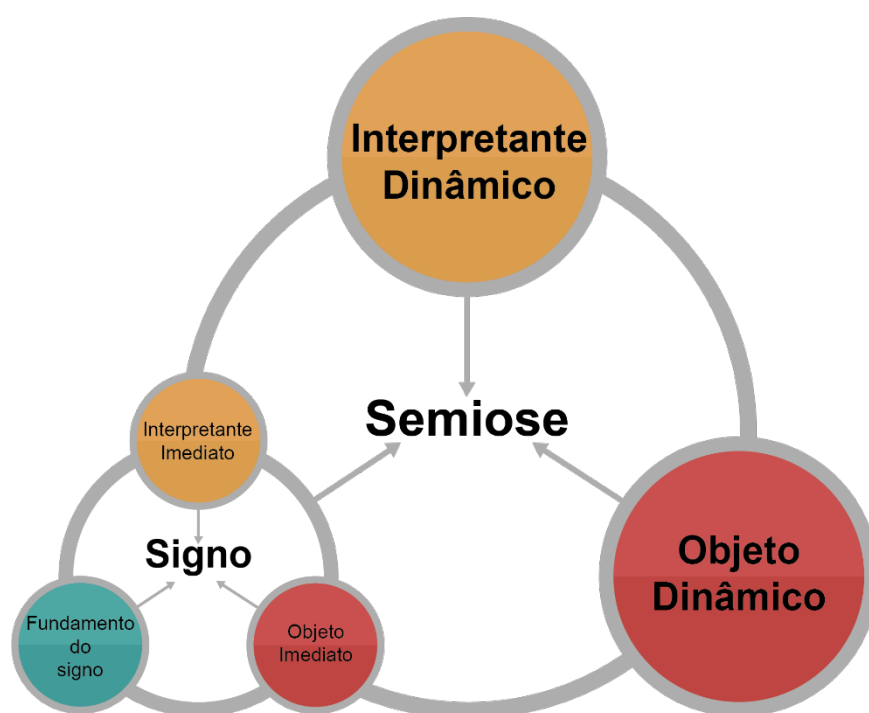 Interpretante
Dinâmico
Semiose
Interpretante
Imediato
Signo
Objeto
Dinâmico
Fundamento
do
signo
Objeto
Imediato